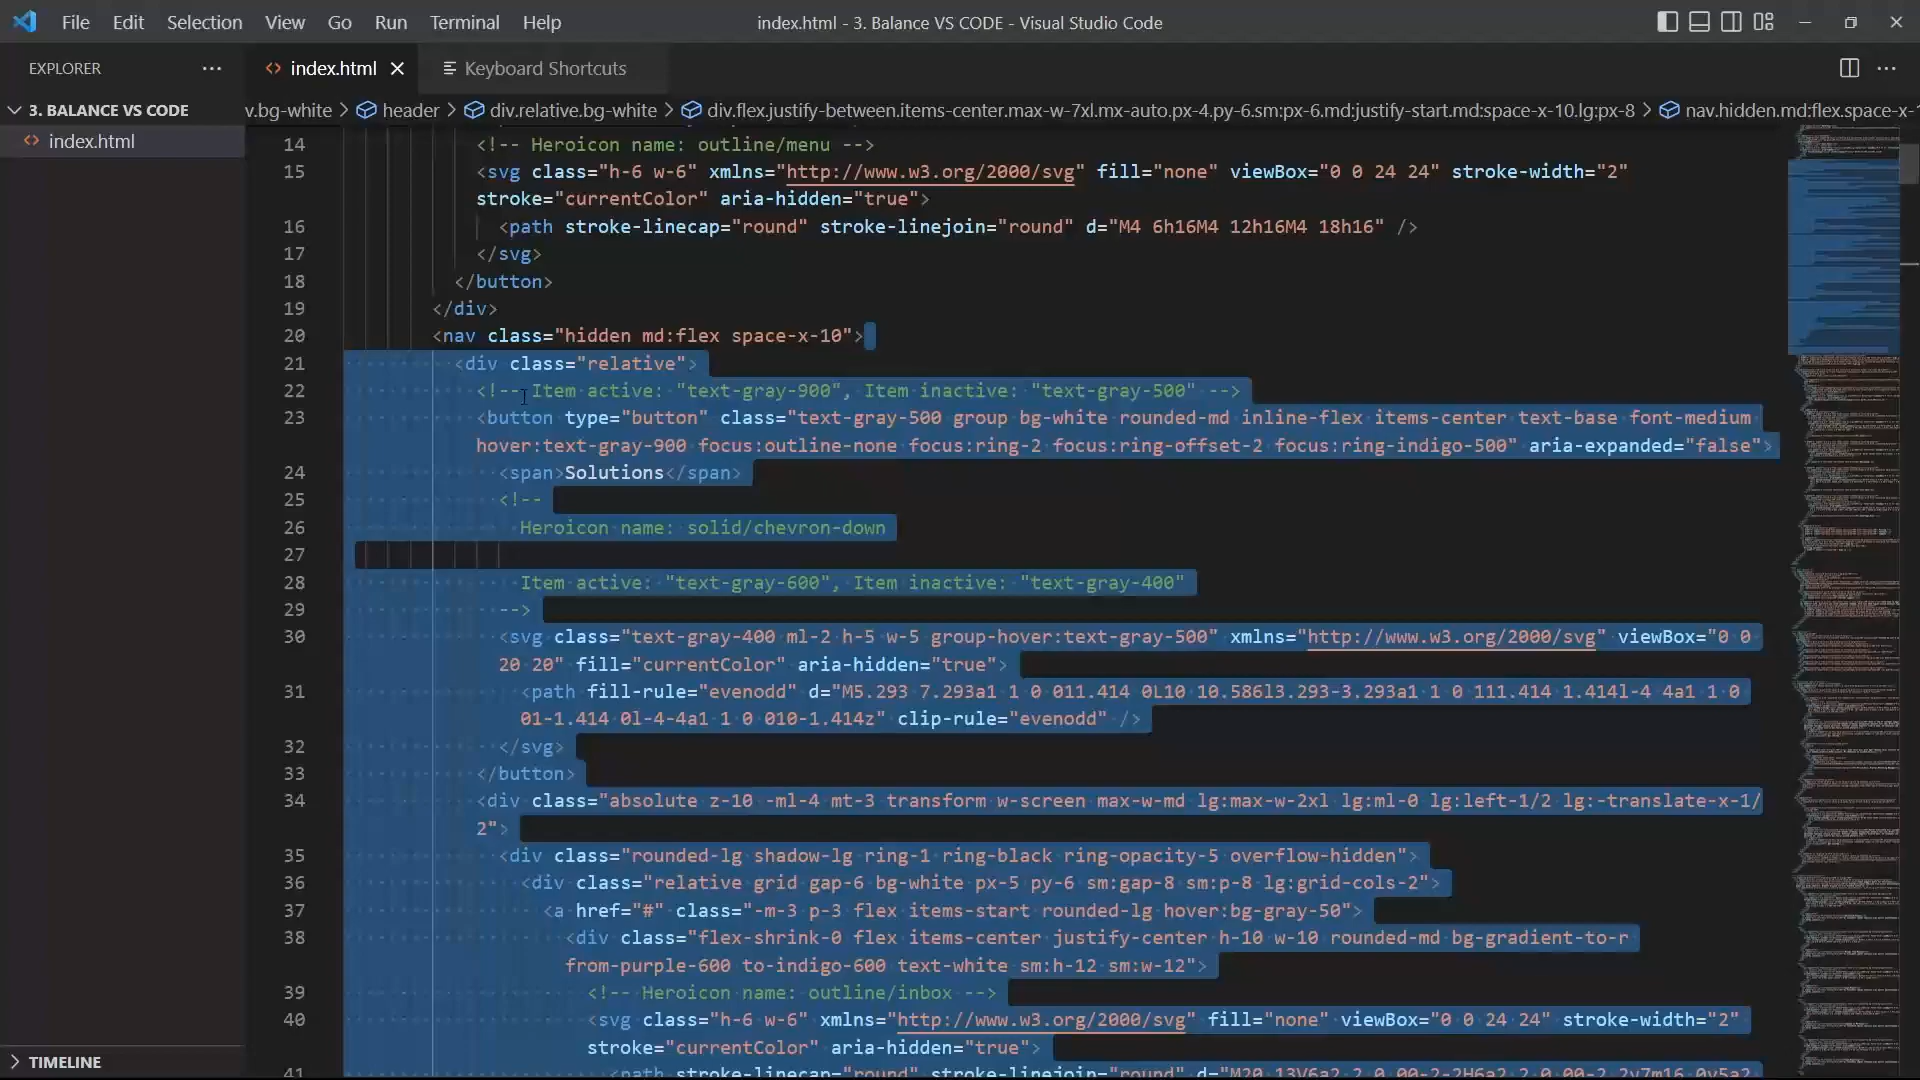 File Edit Selection View Go Run Terminal Help
index.html - 3. Balance VS CODE - Visual Studio Code
EXPLORER
index.html
Keyboard Shortcuts
3. BALANCE VS CODE
index.html
v.bg-white > header > div.relative.bg-white > div.flex.justify-between.items-center.max-w-7xl.mx-auto.px-4.py-6.sm:px-6.md:justify-start.md:space-x-10.lg:px-8 > nav.hidden.md:flex.space-x-1
14 <!-- Heroicon name: outline/menu -->
15 <svg class="h-6 w-6" xmlns="http://www.w3.org/2000/svg" fill="none" viewBox="0 0 24 24" stroke-width="2"
stroke="currentColor" aria-hidden="true">
16 <path stroke-linecap="round" stroke-linejoin="round" d="M4 6h16M4 12h16M4 18h16" />
17 </svg>
18 </button>
19 </div>
20 <nav class="hidden md:flex space-x-10">
21 <div class="relative">
22 <!-- Item active: "text-gray-900", Item inactive: "text-gray-500" -->
23 <button type="button" class="text-gray-500 group bg-white rounded-md inline-flex items-center text-base font-medium
hover:text-gray-900 focus:outline-none focus:ring-2 focus:ring-offset-2 focus:ring-indigo-500" aria-expanded="false">
24 <span>Solutions</span>
25 <!--
26 Heroicon name: solid/chevron-down
27
28 Item active: "text-gray-600", Item inactive: "text-gray-400"
29 -->
30 <svg class="text-gray-400 ml-2 h-5 w-5 group-hover:text-gray-500" xmlns="http://www.w3.org/2000/svg" viewBox="0 0
20 20" fill="currentColor" aria-hidden="true">
31 <path fill-rule="evenodd" d="M5.293 7.293a1 1 0 011.414 0L10 10.586l3.293-3.293a1 1 0 111.414 1.414l-4 4a1 1 0
01-1.414 0l-4-4a1 1 0 010-1.414z" clip-rule="evenodd" />
32 </svg>
33 </button>
34 <div class="absolute z-10 -ml-4 mt-3 transform w-screen max-w-md lg:max-w-2xl lg:ml-0 lg:left-1/2 lg:-translate-x-1/
2">
35 <div class="rounded-lg shadow-lg ring-1 ring-black ring-opacity-5 overflow-hidden">
36 <div class="relative grid gap-6 bg-white px-5 py-6 sm:gap-8 sm:p-8 lg:grid-cols-2">
37 <a href="#" class="-m-3 p-3 flex items-start rounded-lg hover:bg-gray-50">
38 <div class="flex-shrink-0 flex items-center justify-center h-10 w-10 rounded-md bg-gradient-to-r
from-purple-600 to-indigo-600 text-white sm:h-12 sm:w-12">
39 <!-- Heroicon name: outline/inbox -->
40 <svg class="h-6 w-6" xmlns="http://www.w3.org/2000/svg" fill="none" viewBox="0 0 24 24" stroke-width="2"
stroke="currentColor" aria-hidden="true">
41 <path stroke-linecap="round" stroke-linejoin="round" d="M20 13V6a2 2 0 00-2-2H6a2 2 0 00-2 2v7m16 0v5a2
TIMELINE